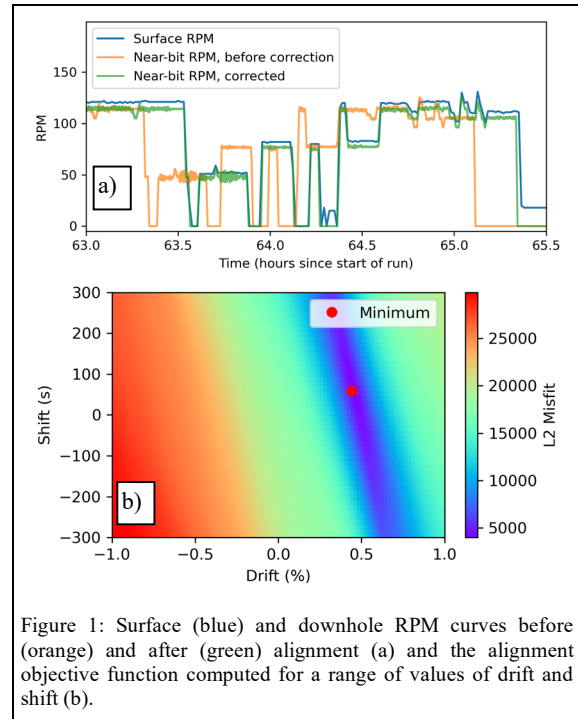 Surface RPM
Near-bit RPM, before correction
Near-bit RPM, corrected
150
100
50
0
RPM
a)
63.0 63.5 64.0 64.5 65.0 65.5
Time (hours since start of run)
300
200
100
0
−100
−200
−300
Shift (s)
Minimum
b)
−1.0 −0.5 0.0 0.5 1.0
Drift (%)
25000
20000
15000
10000
5000
L2 Misfit
Figure 1: Surface (blue) and downhole RPM curves before
(orange) and after (green) alignment (a) and the alignment
objective function computed for a range of values of drift and
shift (b).